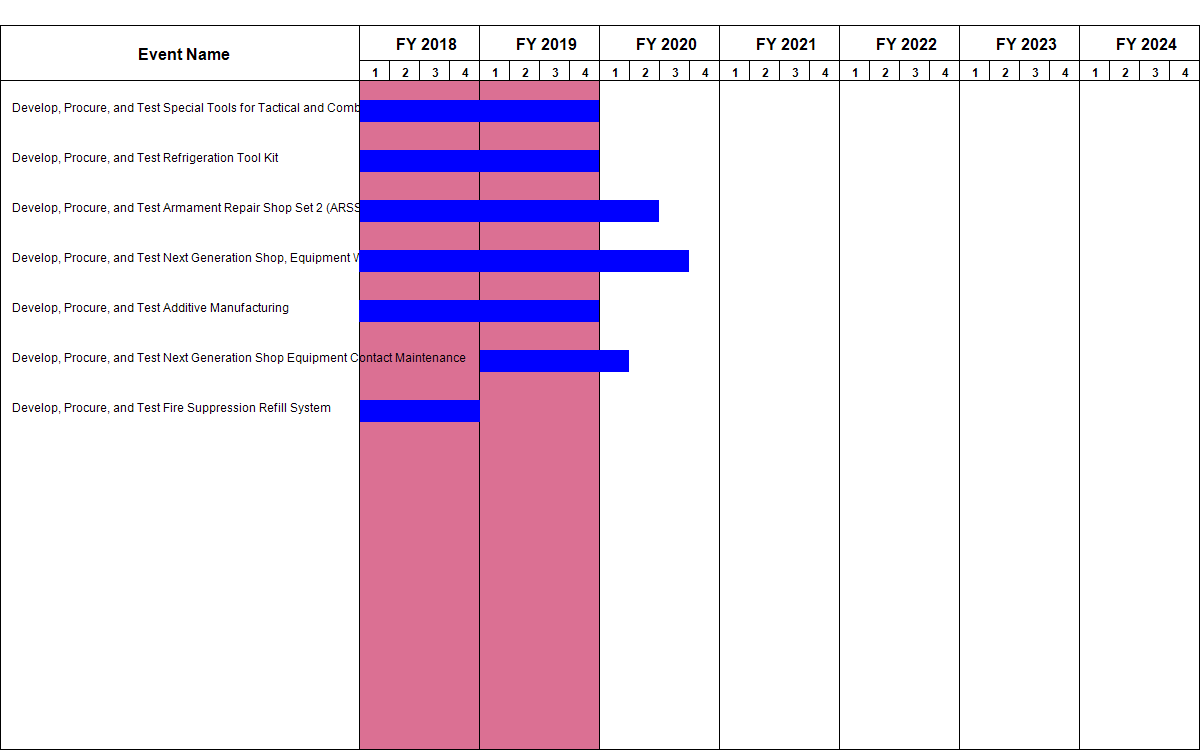 Event Name FY 2018 FY 2019 FY 2020 FY 2021 FY 2022 FY 2023 FY 2024
1 2 3 4 1 2 3 4 1 2 3 4 1 2 3 4 1 2 3 4 1 2 3 4 1 2 3 4
Develop, Procure, and Test Special Tools for Tactical and Comb
Develop, Procure, and Test Refrigeration Tool Kit
Develop, Procure, and Test Armament Repair Shop Set 2 (ARSS
Develop, Procure, and Test Next Generation Shop, Equipment W
Develop, Procure, and Test Additive Manufacturing
Develop, Procure, and Test Next Generation Shop Equipment Contact Maintenance
Develop, Procure, and Test Fire Suppression Refill System